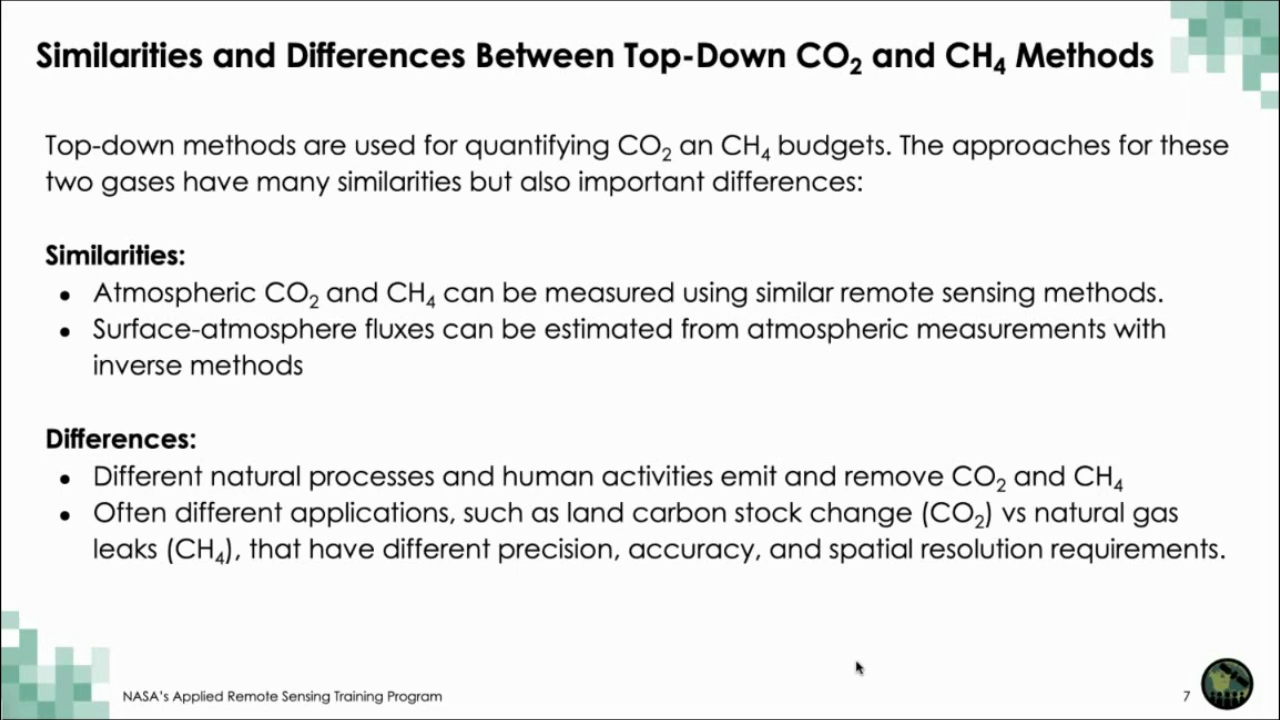 Similarities and Differences Between Top-Down CO₂ and CH₄ Methods
Top-down methods are used for quantifying CO₂ an CH₄ budgets. The approaches for these
two gases have many similarities but also important differences:
Similarities:
• Atmospheric CO₂ and CH₄ can be measured using similar remote sensing methods.
• Surface-atmosphere fluxes can be estimated from atmospheric measurements with
inverse methods
Differences:
• Different natural processes and human activities emit and remove CO₂ and CH₄
• Often different applications, such as land carbon stock change (CO₂) vs natural gas
leaks (CH₄), that have different precision, accuracy, and spatial resolution requirements.
NASA's Applied Remote Sensing Training Program
7